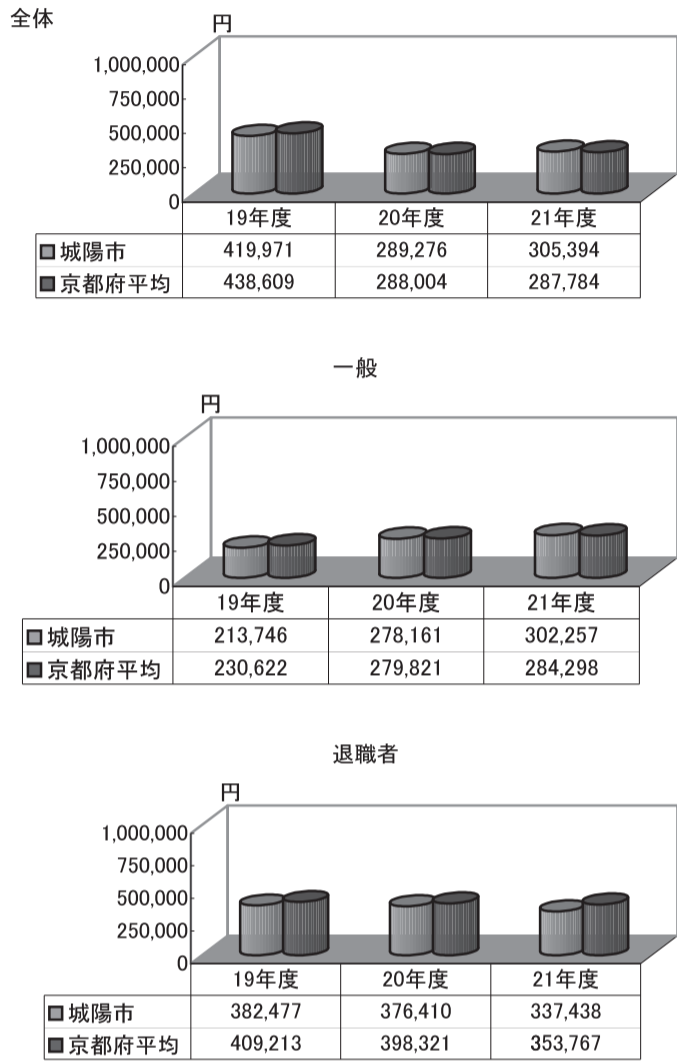 全体
円
1,000,000
750,000
500,000
250,000
0
19年度 20年度 21年度
城陽市 419,971 289,276 305,394
京都府平均 438,609 288,004 287,784
一般
円
1,000,000
750,000
500,000
250,000
0
19年度 20年度 21年度
城陽市 213,746 278,161 302,257
京都府平均 230,622 279,821 284,298
退職者
円
1,000,000
750,000
500,000
250,000
0
19年度 20年度 21年度
城陽市 382,477 376,410 337,438
京都府平均 409,213 398,321 353,767